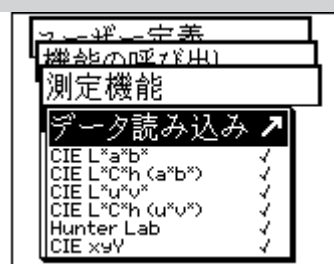 ユーザー定義
機能の呼び出し
測定機能
データ読み込み ↗
CIE L*a*b* ✓
CIE L*C*h (a*b*) ✓
CIE L*u*v* ✓
CIE L*C*h (u*v*) ✓
Hunter Lab ✓
CIE xyY ✓